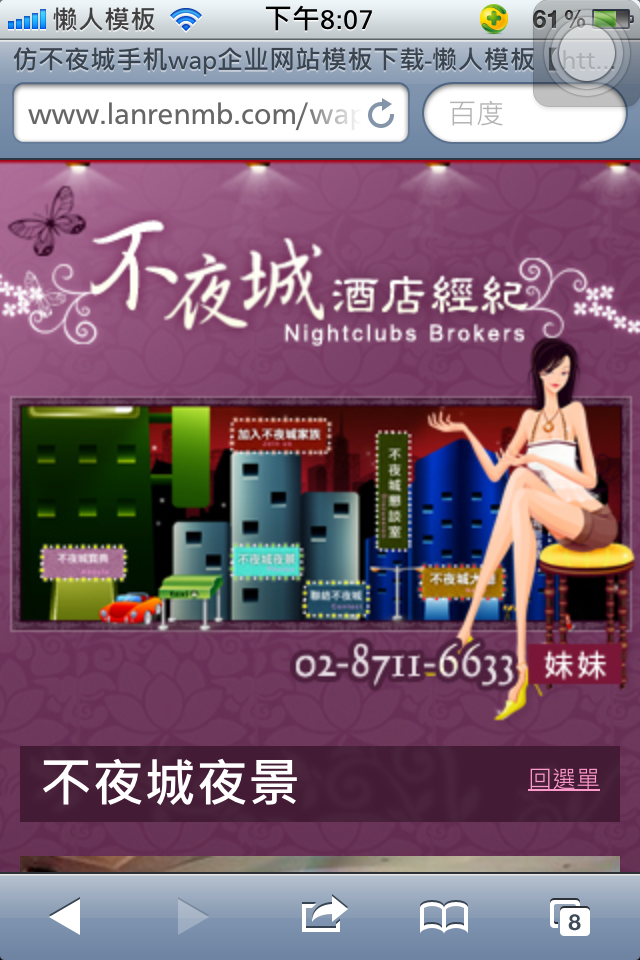 懒人模板 下午8:07 61%
仿不夜城手机wap企业网站模板下载-懒人模板【htt...
www.lanrenmb.com/wap 百度
不夜城 酒店經紀
Nightclubs Brokers
加入不夜城家族
不夜城懇談室
不夜城寶典
不夜城夜景
聯絡不夜城
Contact
不夜城大
02-8711-6633 妹妹
不夜城夜景 回選單
8